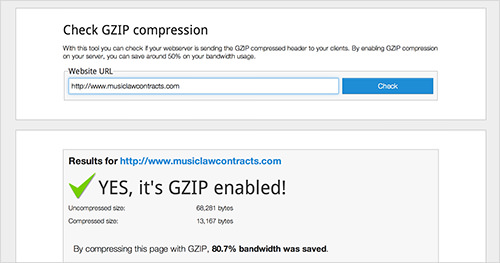 Check GZIP compression
With this tool you can check if your webserver is sending the GZIP compressed header to your clients. By enabling GZIP compression
on your server, you can save around 50% on your bandwidth usage.
Website URL
http://www.musiclawcontracts.com
Check
Results for http://www.musiclawcontracts.com
YES, it's GZIP enabled!
Uncompressed size: 68,281 bytes
Compressed size: 13,167 bytes
By compressing this page with GZIP, 80.7% bandwidth was saved.